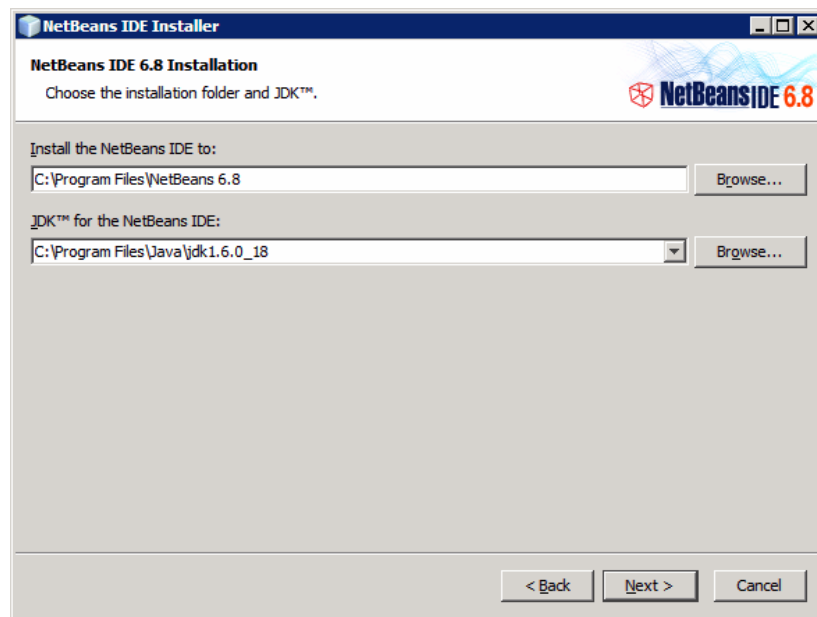 NetBeans IDE Installer
NetBeans IDE 6.8 Installation
Choose the installation folder and JDK™.
NetBeans IDE 6.8
Install the NetBeans IDE to:
C:\Program Files\NetBeans 6.8
Browse...
JDK™ for the NetBeans IDE:
C:\Program Files\Java\jdk1.6.0_18
Browse...
< Back Next > Cancel